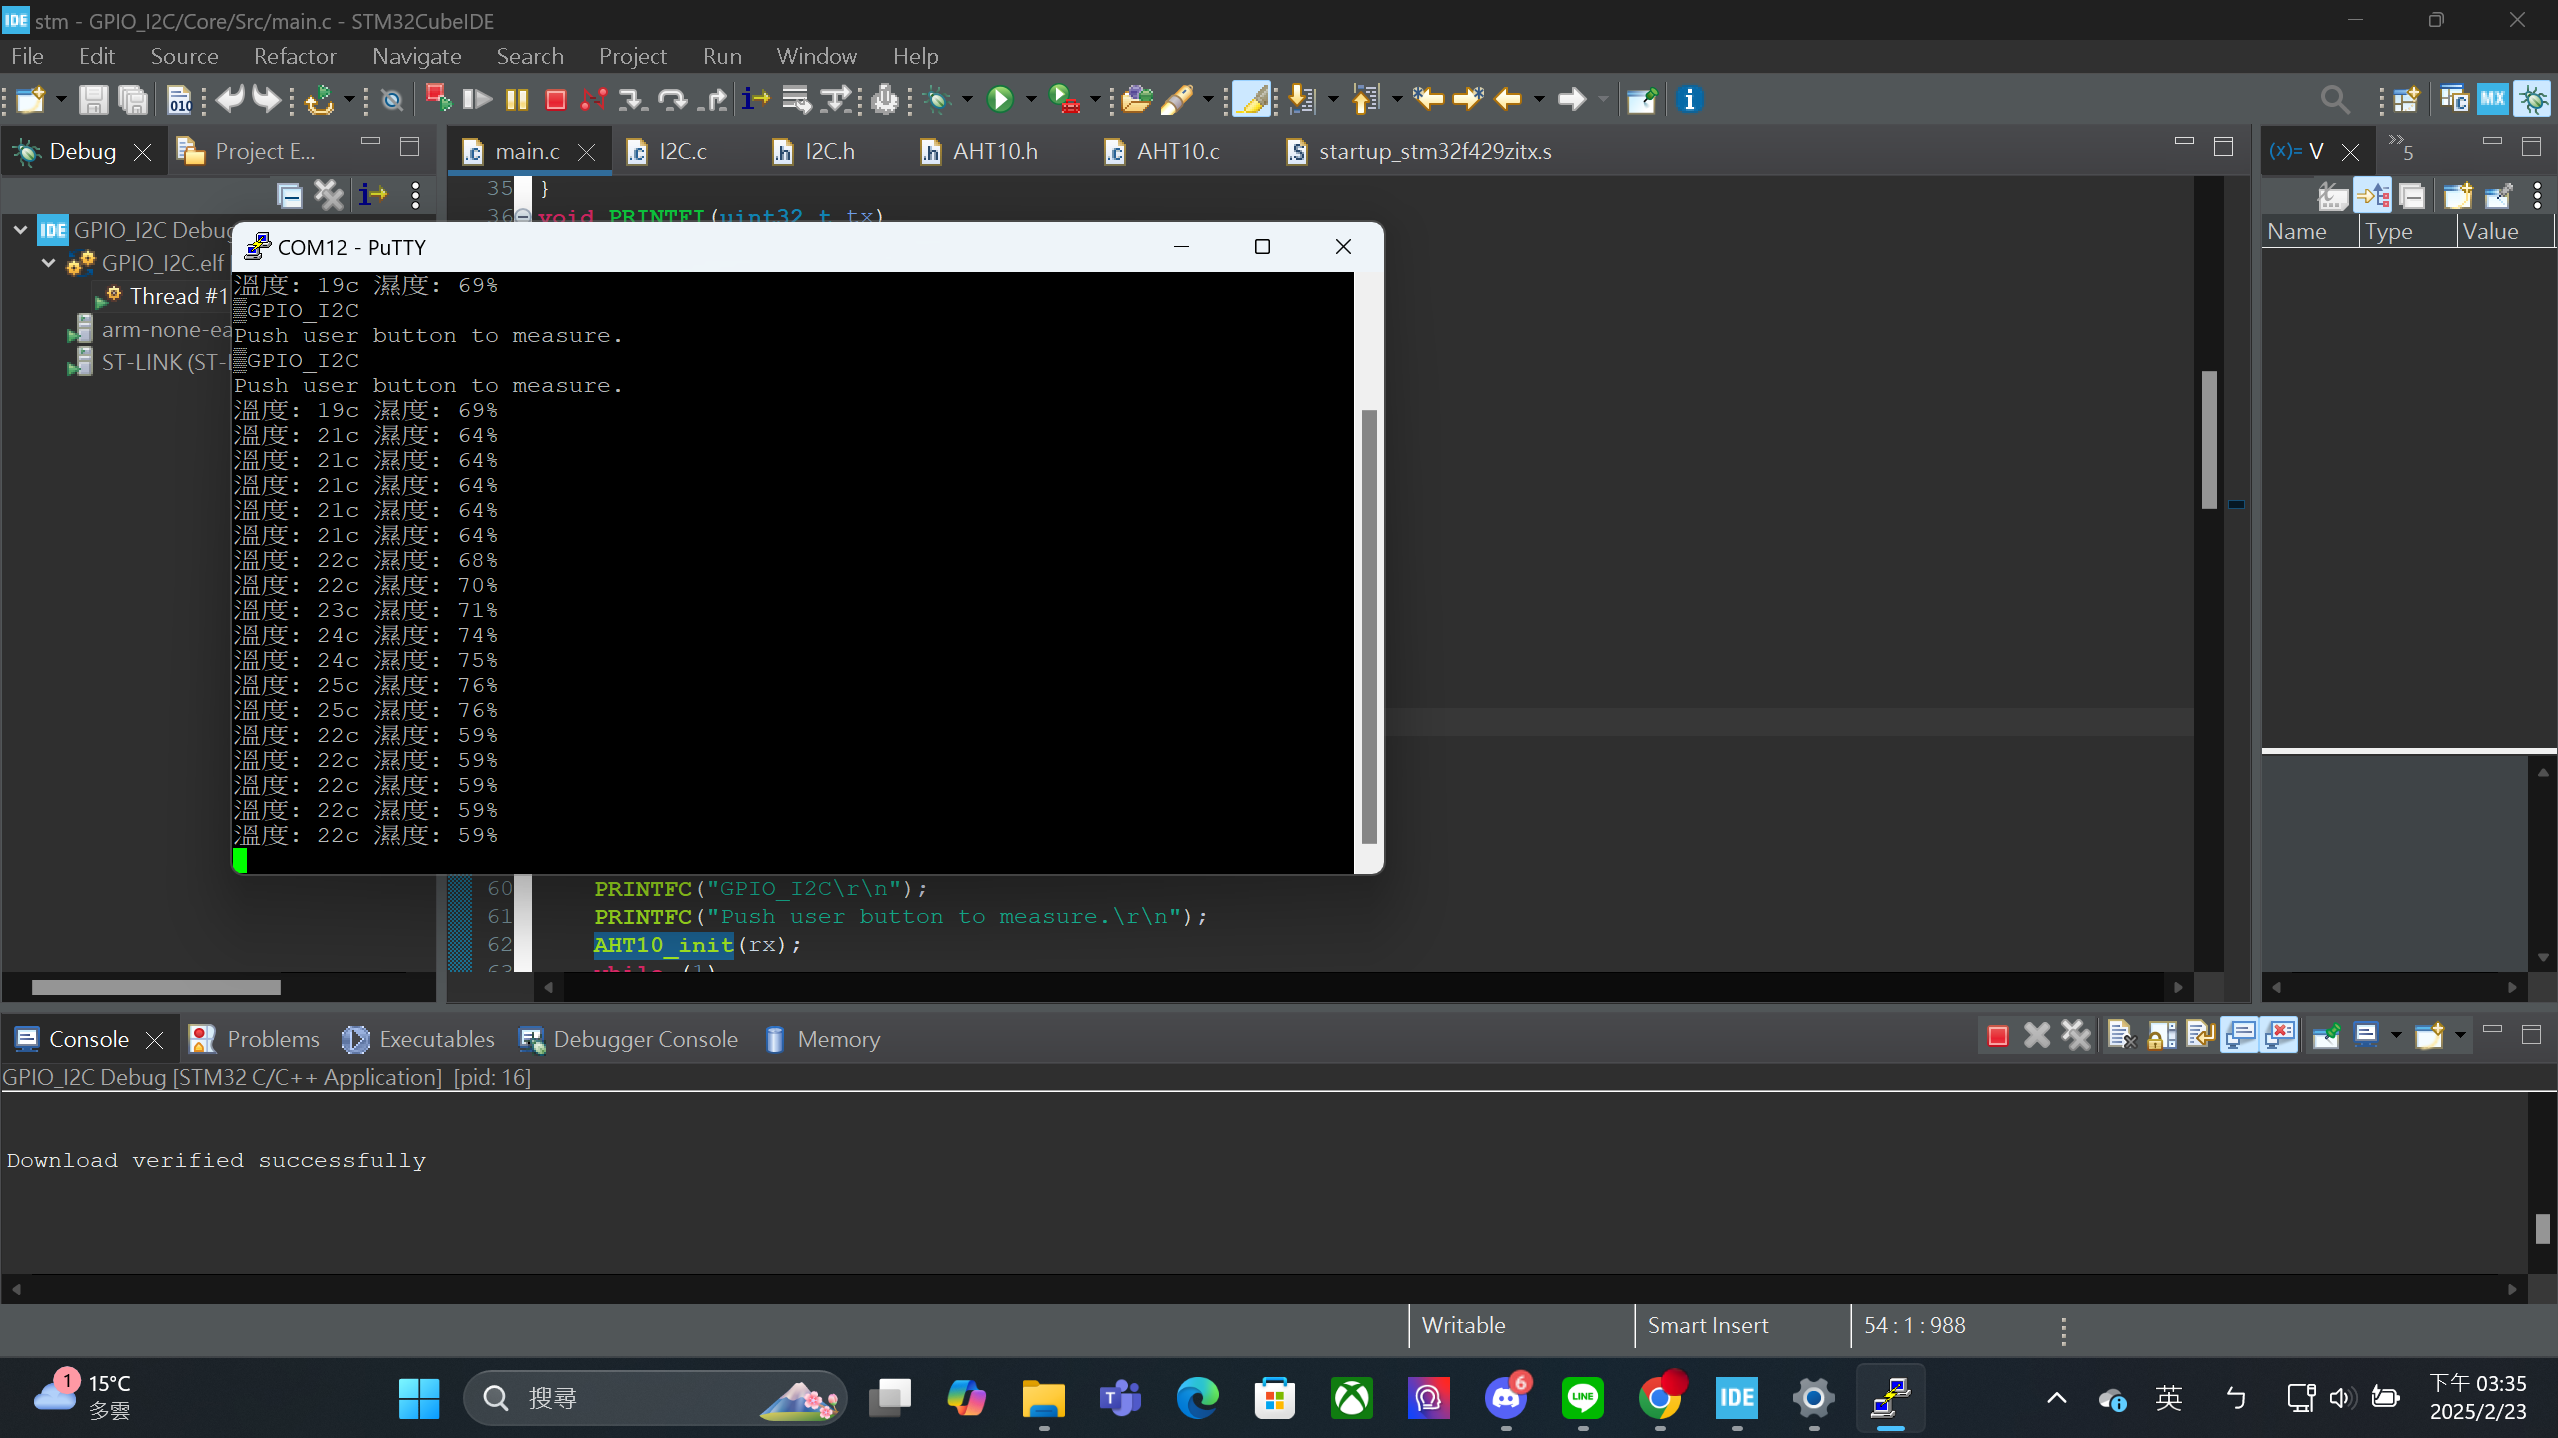 stm - GPIO_I2C/Core/Src/main.c - STM32CubeIDE
File Edit Source Refactor Navigate Search Project Run Window Help
Debug Project E...
main.c I2C.c I2C.h AHT10.h AHT10.c startup_stm32f429zitx.s
(x)= V »5
Name Type Value
IDE GPIO_I2C Debug
GPIO_I2C.elf
Thread #1
arm-none-ea
ST-LINK (ST-
35 }
36 void PRINTFI(uint32_t tx)
COM12 - PuTTY
溫度: 19c 濕度: 69%
GPIO_I2C
Push user button to measure.
GPIO_I2C
Push user button to measure.
溫度: 19c 濕度: 69%
溫度: 21c 濕度: 64%
溫度: 21c 濕度: 64%
溫度: 21c 濕度: 64%
溫度: 21c 濕度: 64%
溫度: 21c 濕度: 64%
溫度: 22c 濕度: 68%
溫度: 22c 濕度: 70%
溫度: 23c 濕度: 71%
溫度: 24c 濕度: 74%
溫度: 24c 濕度: 75%
溫度: 25c 濕度: 76%
溫度: 25c 濕度: 76%
溫度: 22c 濕度: 59%
溫度: 22c 濕度: 59%
溫度: 22c 濕度: 59%
溫度: 22c 濕度: 59%
溫度: 22c 濕度: 59%
60 PRINTFC("GPIO_I2C\r\n");
61 PRINTFC("Push user button to measure.\r\n");
62 AHT10_init(rx);
63 while (1)
Console Problems Executables Debugger Console Memory
GPIO_I2C Debug [STM32 C/C++ Application] [pid: 16]
Download verified successfully
Writable Smart Insert 54 : 1 : 988
1 15°C
多雲
搜尋
6
LINE
IDE
英 ㄅ
下午 03:35
2025/2/23